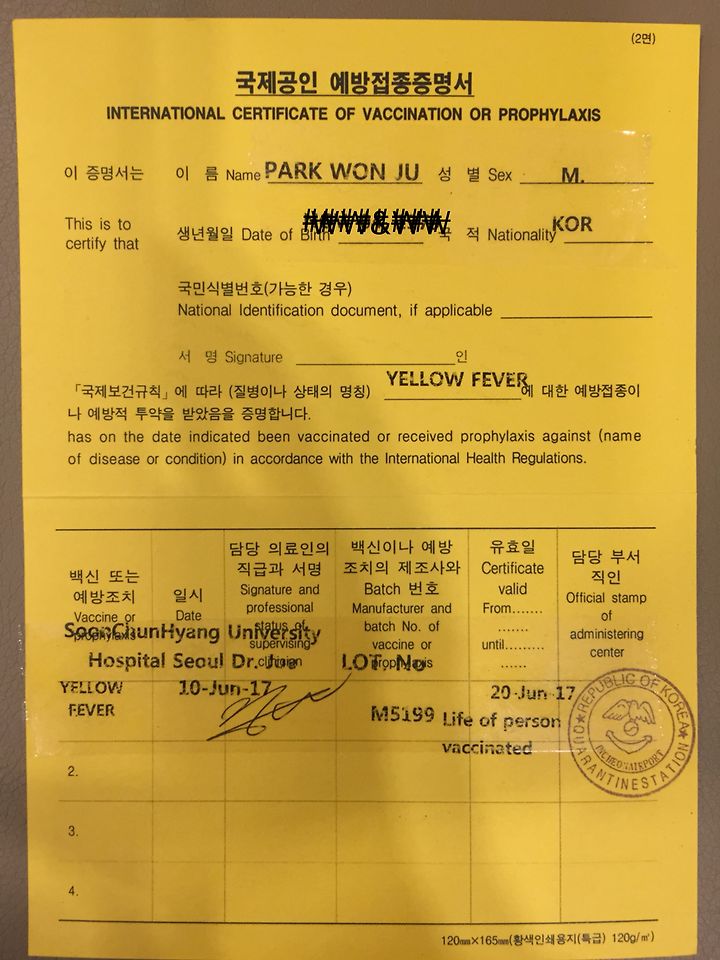 (2면)
국제공인 예방접종증명서
INTERNATIONAL CERTIFICATE OF VACCINATION OR PROPHYLAXIS
이 증명서는 이 름 Name PARK WON JU 성 별 Sex M.
This is to
certify that
생년월일 Date of Birth 국 적 Nationality KOR
국민식별번호(가능한 경우)
National Identification document, if applicable
서 명 Signature 인
「국제보건규칙」에 따라 (질병이나 상태의 명칭) YELLOW FEVER에 대한 예방접종이
나 예방적 투약을 받았음을 증명합니다.
has on the date indicated been vaccinated or received prophylaxis against (name
of disease or condition) in accordance with the International Health Regulations.
백신 또는
예방조치
Vaccine or
prophylaxis
일시
Date
담당 의료인의
직급과 서명
Signature and
professional
status of
supervising
clinician
백신이나 예방
조치의 제조사와
Batch 번호
Manufacturer and
batch No. of
vaccine or
prophylaxis
유효일
Certificate
valid
From.......
.......
until.........
......
담당 부서
직인
Official stamp
of
administering
center
SoonChunHyang University
Hospital Seoul Dr.
LOT. No
YELLOW
FEVER
10-Jun-17
M5199
20-Jun-17
Life of person
vaccinated
REPUBLIC OF KOREA
INCHEON AIRPORT
QUARANTINE STATION
2.
3.
4.
120㎜×165㎜(황색인쇄용지(특급) 120g/㎡)